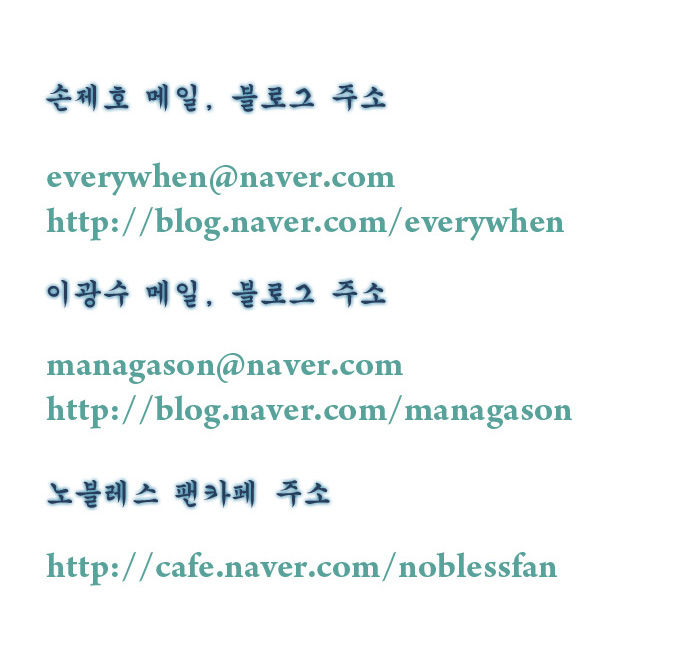 손제호 메일, 블로그 주소
everywhen@naver.com
http://blog.naver.com/everywhen
이광수 메일, 블로그 주소
managason@naver.com
http://blog.naver.com/managason
노블레스 팬카페 주소
http://cafe.naver.com/noblessfan